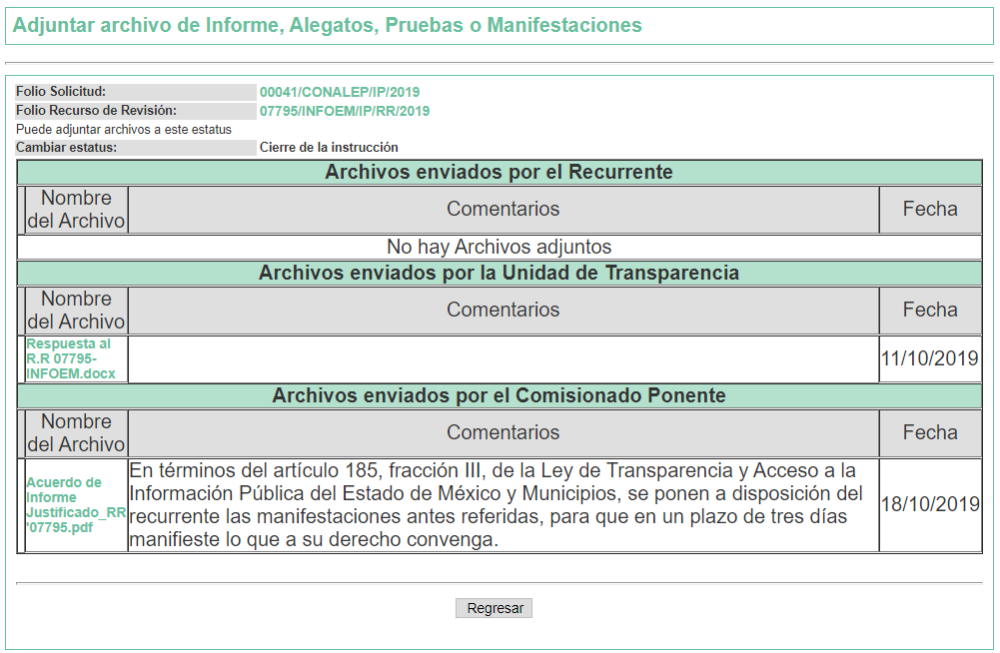 Adjuntar archivo de Informe, Alegatos, Pruebas o Manifestaciones
Folio Solicitud: 00041/CONALEP/IP/2019
Folio Recurso de Revisión: 07795/INFOEM/IP/RR/2019
Puede adjuntar archivos a este estatus
Cambiar estatus: Cierre de la instrucción
Archivos enviados por el Recurrente
Nombre
del Archivo
Comentarios
Fecha
No hay Archivos adjuntos
Archivos enviados por la Unidad de Transparencia
Nombre
del Archivo
Comentarios
Fecha
Respuesta al
R.R 07795-
INFOEM.docx
11/10/2019
Archivos enviados por el Comisionado Ponente
Nombre
del Archivo
Comentarios
Fecha
Acuerdo de
Informe
Justificado_RR
'07795.pdf
En términos del artículo 185, fracción III, de la Ley de Transparencia y Acceso a la
Información Pública del Estado de México y Municipios, se ponen a disposición del
recurrente las manifestaciones antes referidas, para que en un plazo de tres días
manifieste lo que a su derecho convenga.
18/10/2019
Regresar